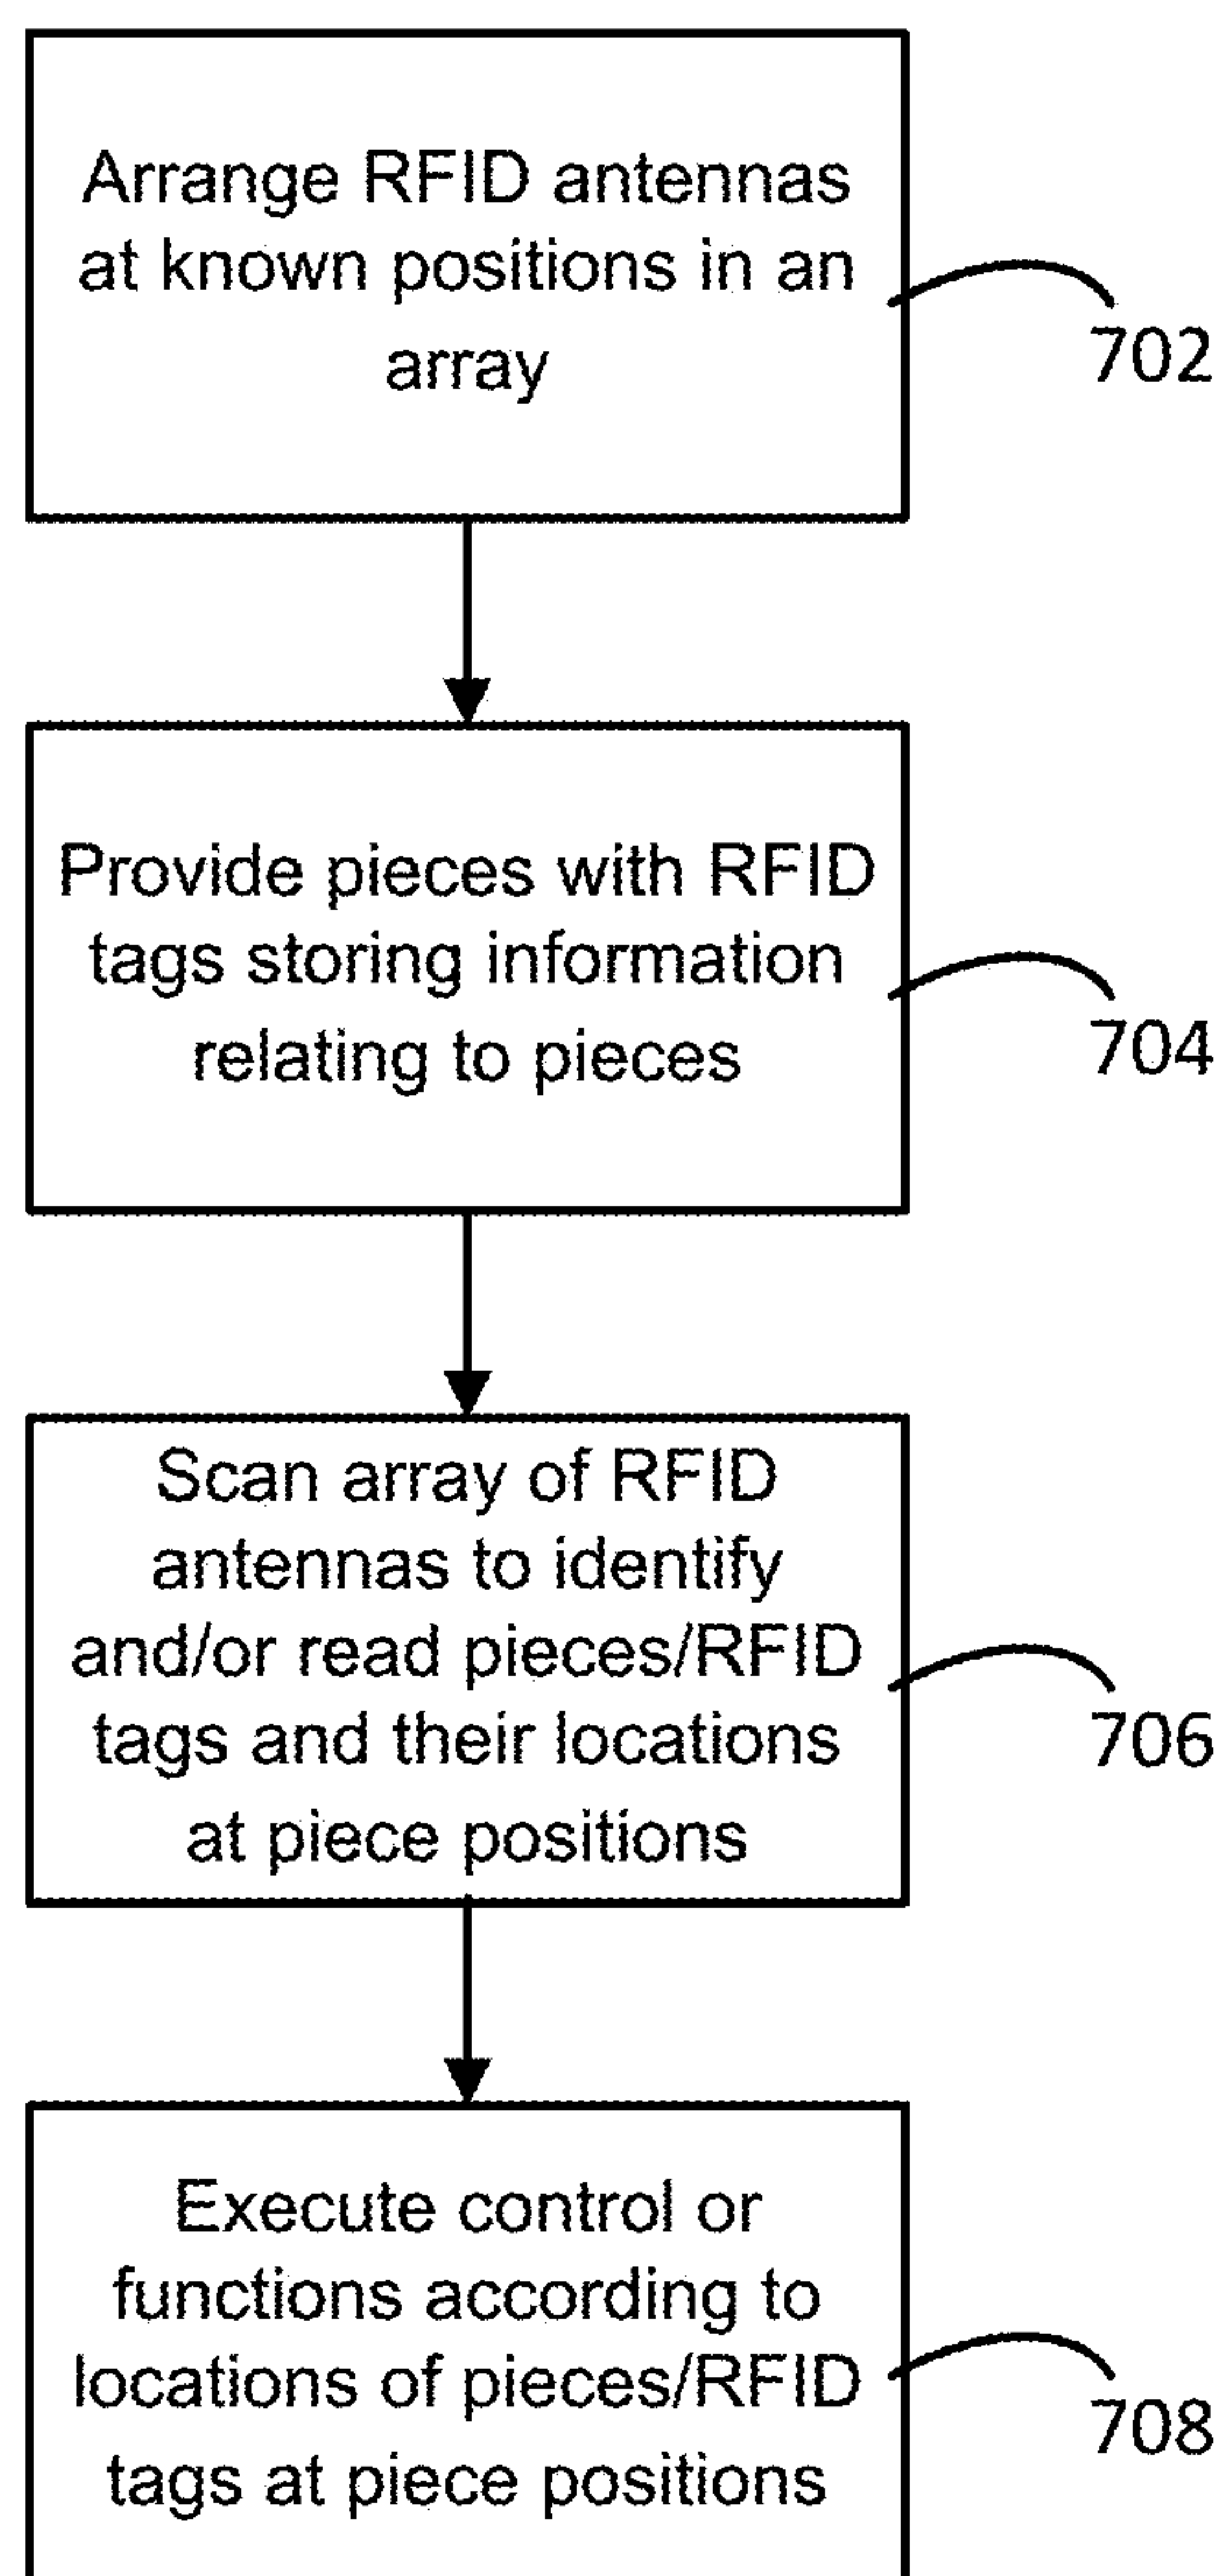 Arrange RFID antennas
at known positions in an
array
702
Provide pieces with RFID
tags storing information
relating to pieces
704
Scan array of RFID
antennas to identify
and/or read pieces/RFID
tags and their locations
at piece positions
706
Execute control or
functions according to
locations of pieces/RFID
tags at piece positions
708